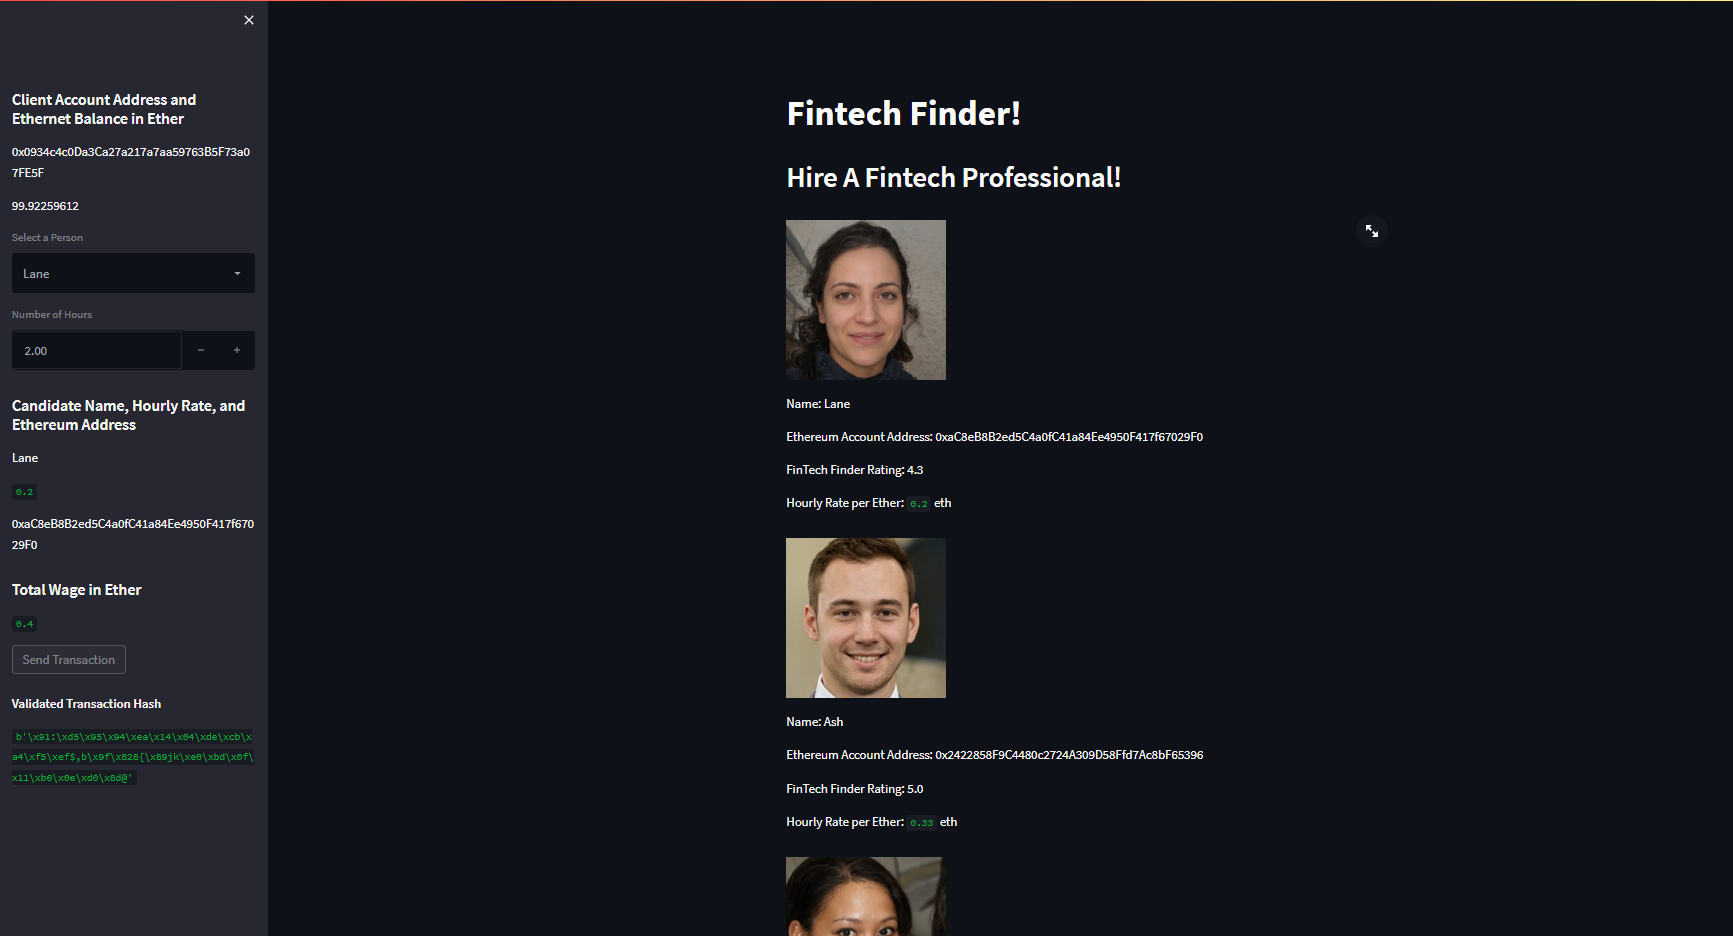 Client Account Address and
Ethernet Balance in Ether
0x0934c4c0Da3Ca27a217a7aa59763B5F73a0
7FE5F
99.92259612
Select a Person
Lane
Number of Hours
2.00
Candidate Name, Hourly Rate, and
Ethereum Address
Lane
0.2
0xaC8eB8B2ed5C4a0fC41a84Ee4950F417f670
29F0
Total Wage in Ether
0.4
Send Transaction
Validated Transaction Hash
b'\x91:\xd5\x95\x94\xea\x14\x04\xde\xcb\x
a4\xf5\xef$,b\x9f\x828{\x89jk\xe0\xbd\x0f\
x11\xb6\x0e\xd0\x8d@'
Fintech Finder!
Hire A Fintech Professional!
Name: Lane
Ethereum Account Address: 0xaC8eB8B2ed5C4a0fC41a84Ee4950F417f67029F0
FinTech Finder Rating: 4.3
Hourly Rate per Ether: 0.2 eth
Name: Ash
Ethereum Account Address: 0x2422858F9C4480c2724A309D58Ffd7Ac8bF65396
FinTech Finder Rating: 5.0
Hourly Rate per Ether: 0.33 eth